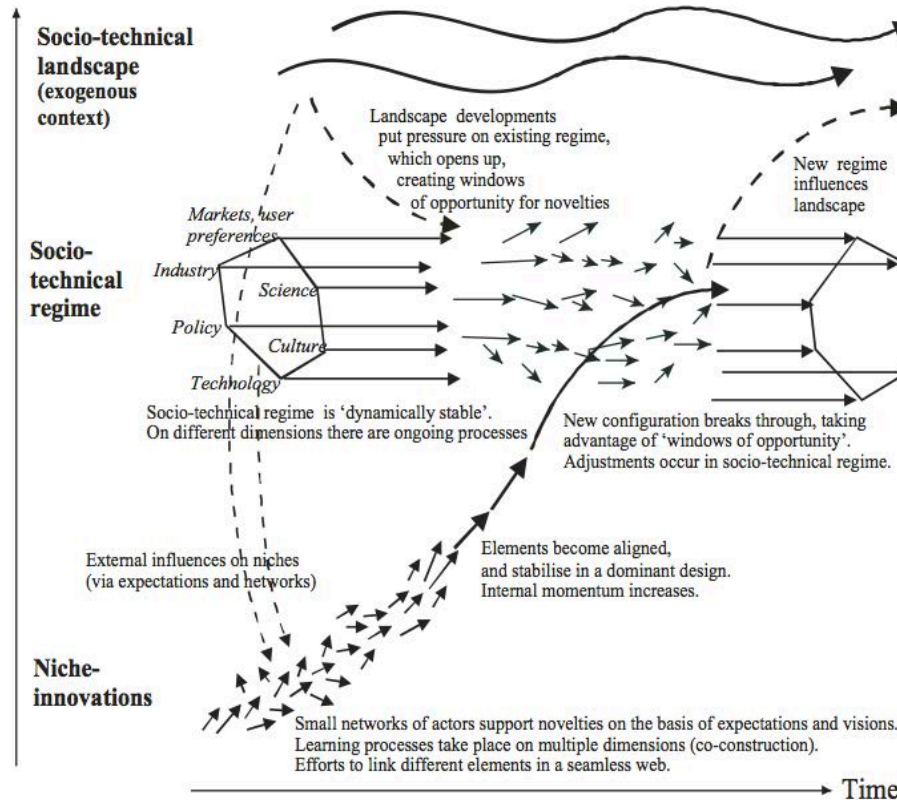 Socio-technical
landscape
(exogenous
context)
Landscape developments
put pressure on existing regime,
which opens up,
creating windows
of opportunity for novelties
New regime
influences
landscape
Socio-
technical
regime
Markets, user
preferences
Industry
Science
Policy
Culture
Technology
Socio-technical regime is ‘dynamically stable’.
On different dimensions there are ongoing processes
New configuration breaks through, taking
advantage of ‘windows of opportunity’.
Adjustments occur in socio-technical regime.
External influences on niches
(via expectations and networks)
Elements become aligned,
and stabilise in a dominant design.
Internal momentum increases.
Niche-
innovations
Small networks of actors support novelties on the basis of expectations and visions.
Learning processes take place on multiple dimensions (co-construction).
Efforts to link different elements in a seamless web.
Time